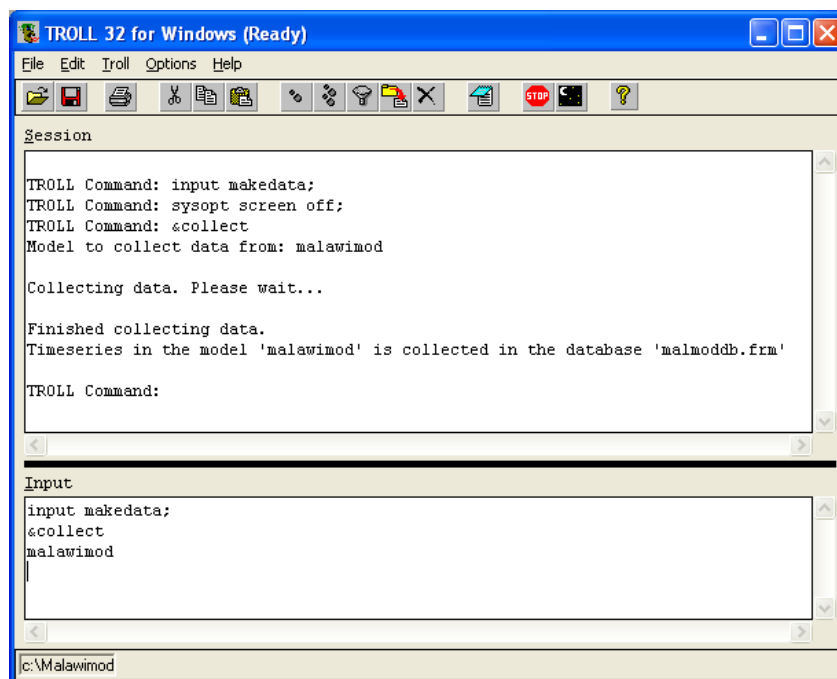 TROLL 32 for Windows (Ready)
File Edit Troll Options Help
STOP
Session
TROLL Command: input makedata;
TROLL Command: sysopt screen off;
TROLL Command: &collect
Model to collect data from: malawimod
Collecting data. Please wait...
Finished collecting data.
Timeseries in the model 'malawimod' is collected in the database 'malmoddb.frm'
TROLL Command:
Input
input makedata;
&collect
malawimod
c:\Malawimod